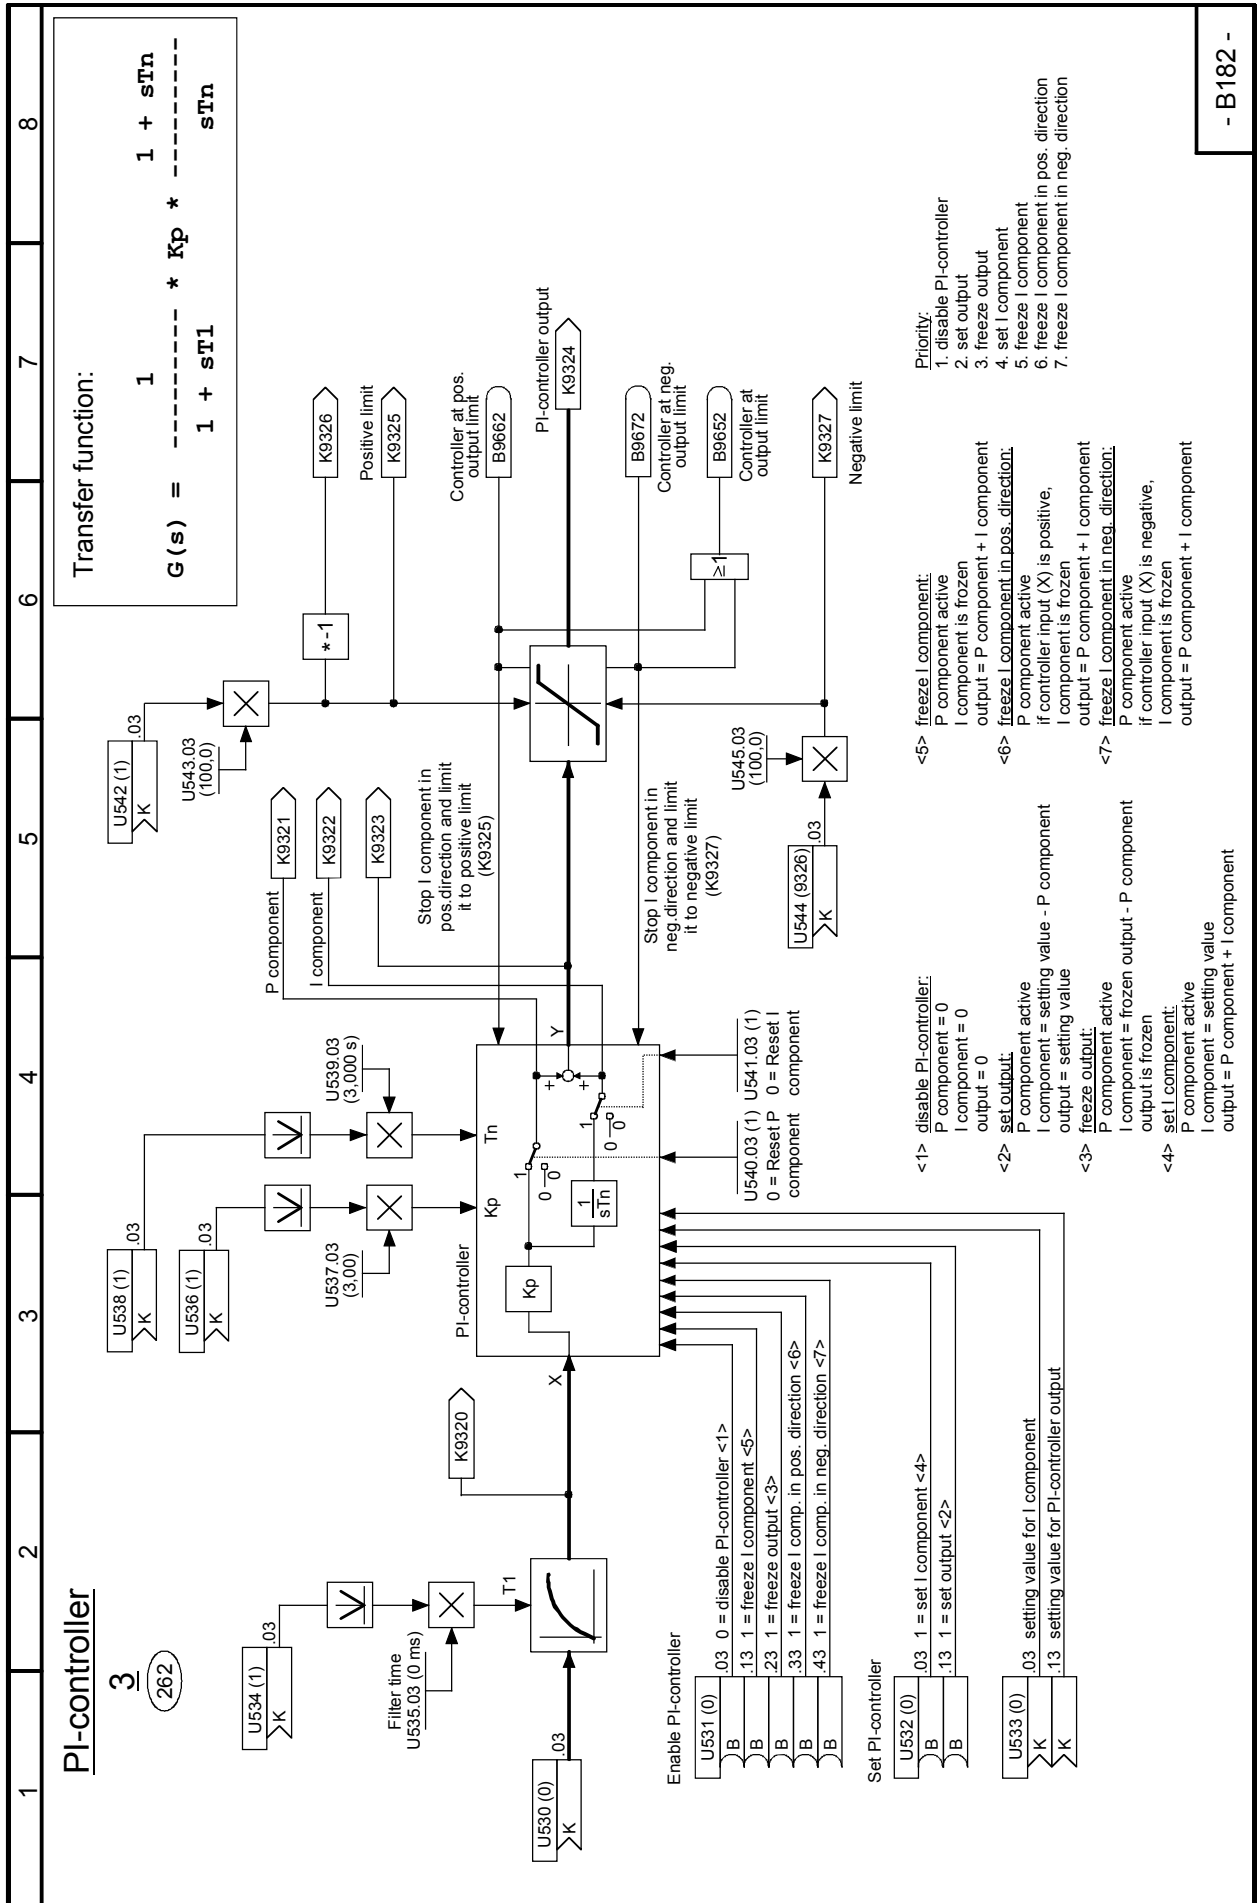 1 2 3 4 5 6 7 8
PI-controller
3
262
Transfer function:
1 1 + sTn
G(s) = -------- * Kp * ----------
1 + sT1 sTn
U534 (1)
K
.03
Filter time
U535.03 (0 ms)
T1
U530 (0)
K
.03
K9320
X
U538 (1)
K
.03
U536 (1)
K
.03
U537.03
(3,00)
U539.03
(3,000 s)
PI-controller
Kp
Tn
Kp
1
sTn
1
0
0
1
0
0
+
+
Y
U540.03 (1)
0 = Reset P
component
U541.03 (1)
0 = Reset I
component
P component
K9321
I component
K9322
K9323
Stop I component in
pos.direction and limit
it to positive limit
(K9325)
Stop I component in
neg.direction and limit
it to negative limit
(K9327)
U542 (1)
K
.03
U543.03
(100,0)
*-1
K9326
Positive limit
K9325
Controller at pos.
output limit
B9662
PI-controller output
K9324
B9672
Controller at neg.
output limit
≥1
B9652
Controller at
output limit
K9327
Negative limit
U545.03
(100,0)
U544 (9326)
K
.03
Enable PI-controller
U531 (0)
B .03 0 = disable PI-controller <1>
B .13 1 = freeze I component <5>
B .23 1 = freeze output <3>
B .33 1 = freeze I comp. in pos. direction <6>
B .43 1 = freeze I comp. in neg. direction <7>
Set PI-controller
U532 (0)
B .03 1 = set I component <4>
B .13 1 = set output <2>
U533 (0)
K .03 setting value for I component
K .13 setting value for PI-controller output
<1> disable PI-controller:
P component = 0
I component = 0
output = 0
<2> set output:
P component active
I component = setting value - P component
output = setting value
<3> freeze output:
P component active
I component = frozen output - P component
output is frozen
<4> set I component:
P component active
I component = setting value
output = P component + I component
<5> freeze I component:
P component active
I component is frozen
output = P component + I component
<6> freeze I component in pos. direction:
P component active
if controller input (X) is positive,
I component is frozen
output = P component + I component
<7> freeze I component in neg. direction:
P component active
if controller input (X) is negative,
I component is frozen
output = P component + I component
Priority:
1. disable PI-controller
2. set output
3. freeze output
4. set I component
5. freeze I component
6. freeze I component in pos. direction
7. freeze I component in neg. direction
- B182 -